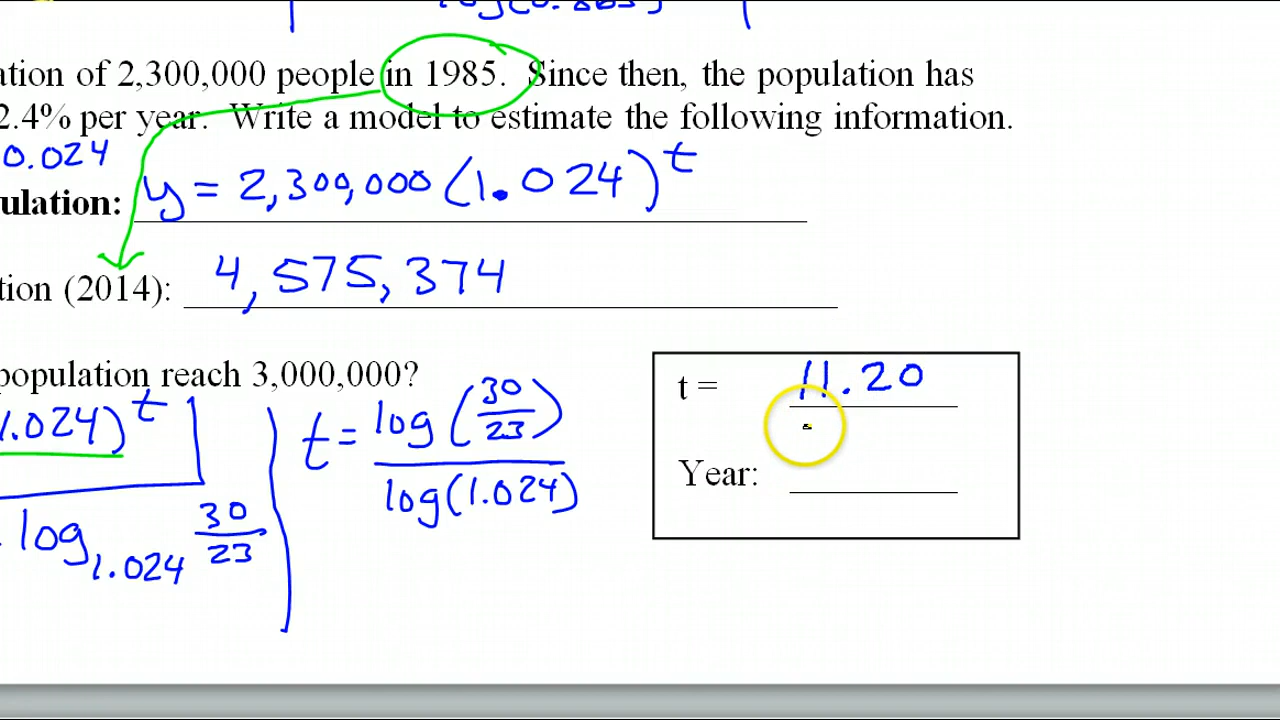 ation of 2,300,000 people in 1985. Since then, the population has
2.4% per year. Write a model to estimate the following information.
0.024
ulation: y = 2,300,000 (1.024)^t
tion (2014): 4,575,374
population reach 3,000,000?
1.024)^t
t = log(30/23) / log(1.024)
log_1.024 30/23
t = 11.20
Year: